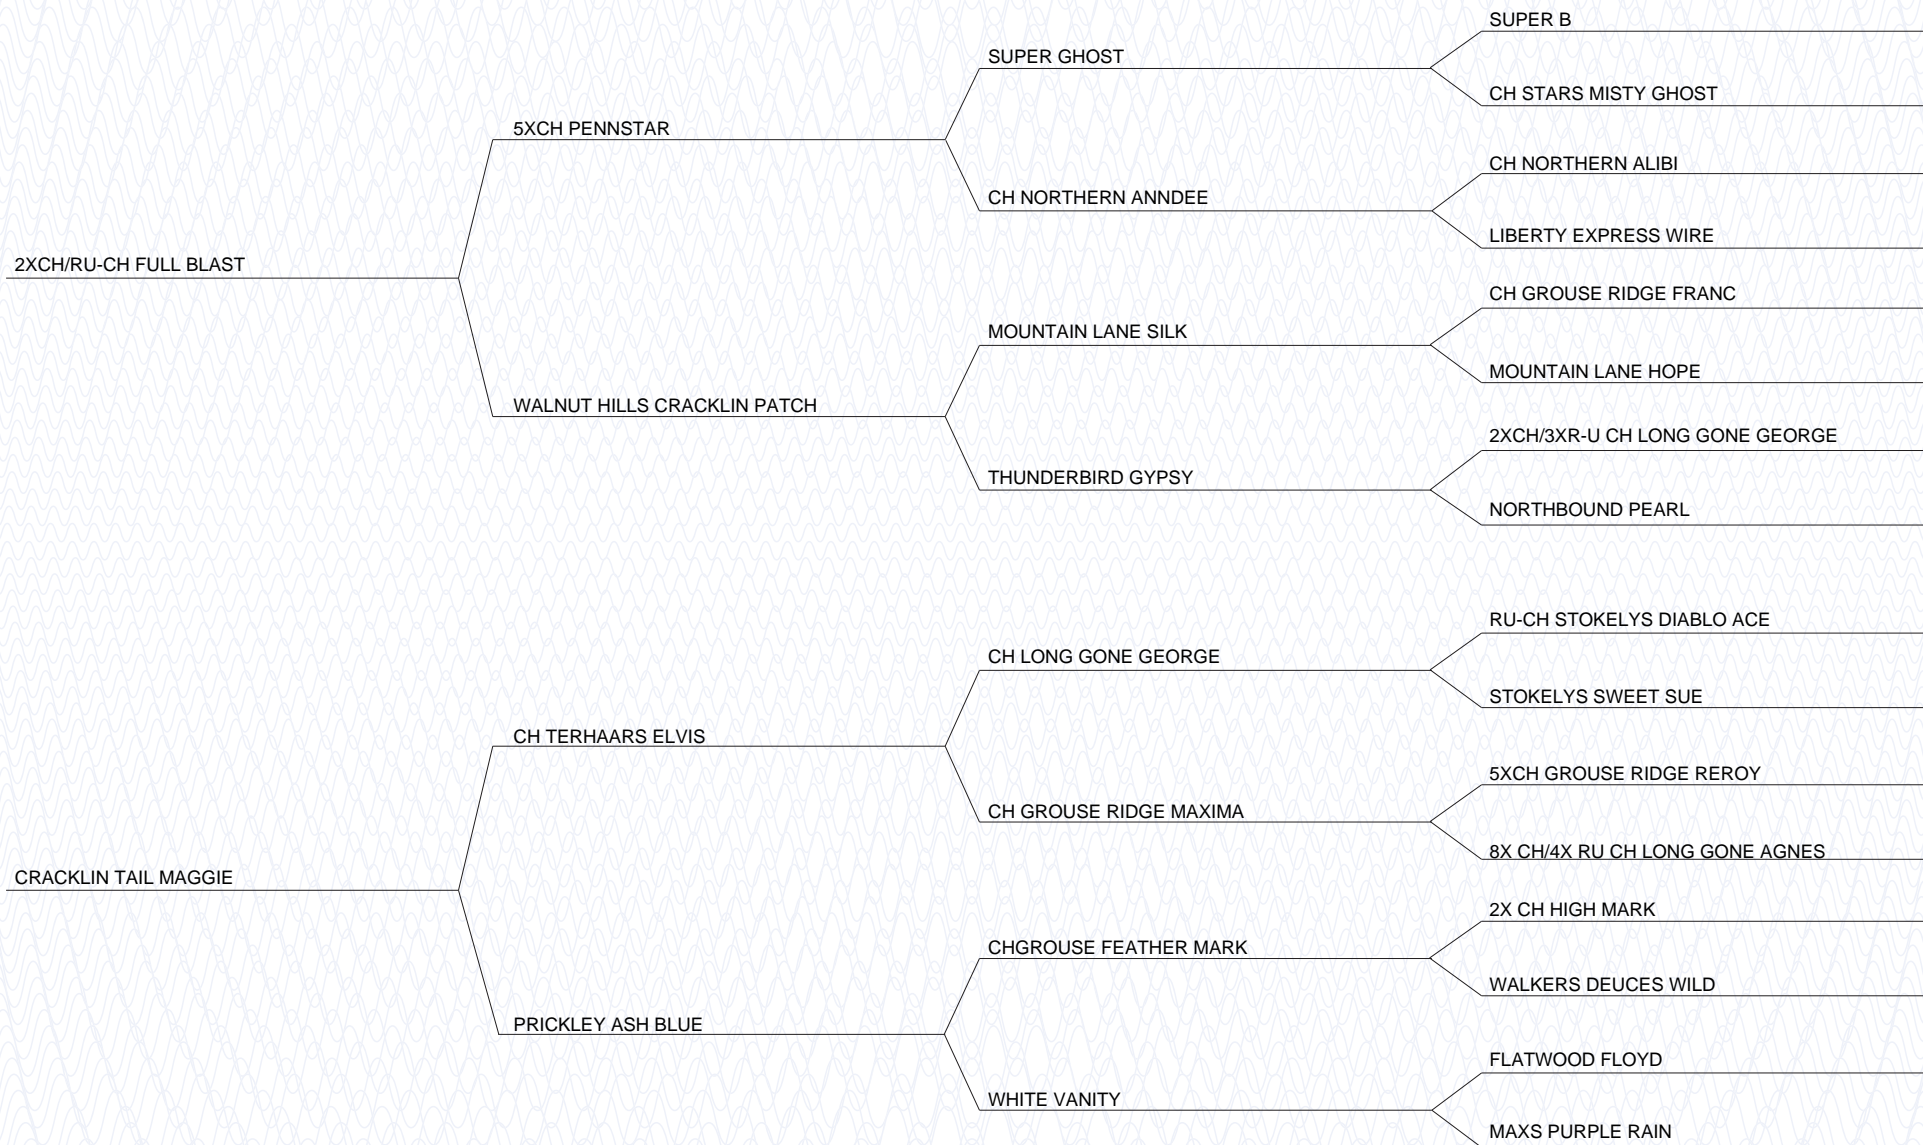 SUPER B
SUPER GHOST
CH STARS MISTY GHOST
5XCH PENNSTAR
CH NORTHERN ALIBI
CH NORTHERN ANNDEE
LIBERTY EXPRESS WIRE
2XCH/RU-CH FULL BLAST
CH GROUSE RIDGE FRANC
MOUNTAIN LANE SILK
MOUNTAIN LANE HOPE
WALNUT HILLS CRACKLIN PATCH
2XCH/3XR-U CH LONG GONE GEORGE
THUNDERBIRD GYPSY
NORTHBOUND PEARL
RU-CH STOKELYS DIABLO ACE
CH LONG GONE GEORGE
STOKELYS SWEET SUE
CH TERHAARS ELVIS
5XCH GROUSE RIDGE REROY
CH GROUSE RIDGE MAXIMA
8X CH/4X RU CH LONG GONE AGNES
CRACKLIN TAIL MAGGIE
2X CH HIGH MARK
CHGROUSE FEATHER MARK
WALKERS DEUCES WILD
PRICKLEY ASH BLUE
FLATWOOD FLOYD
WHITE VANITY
MAXS PURPLE RAIN